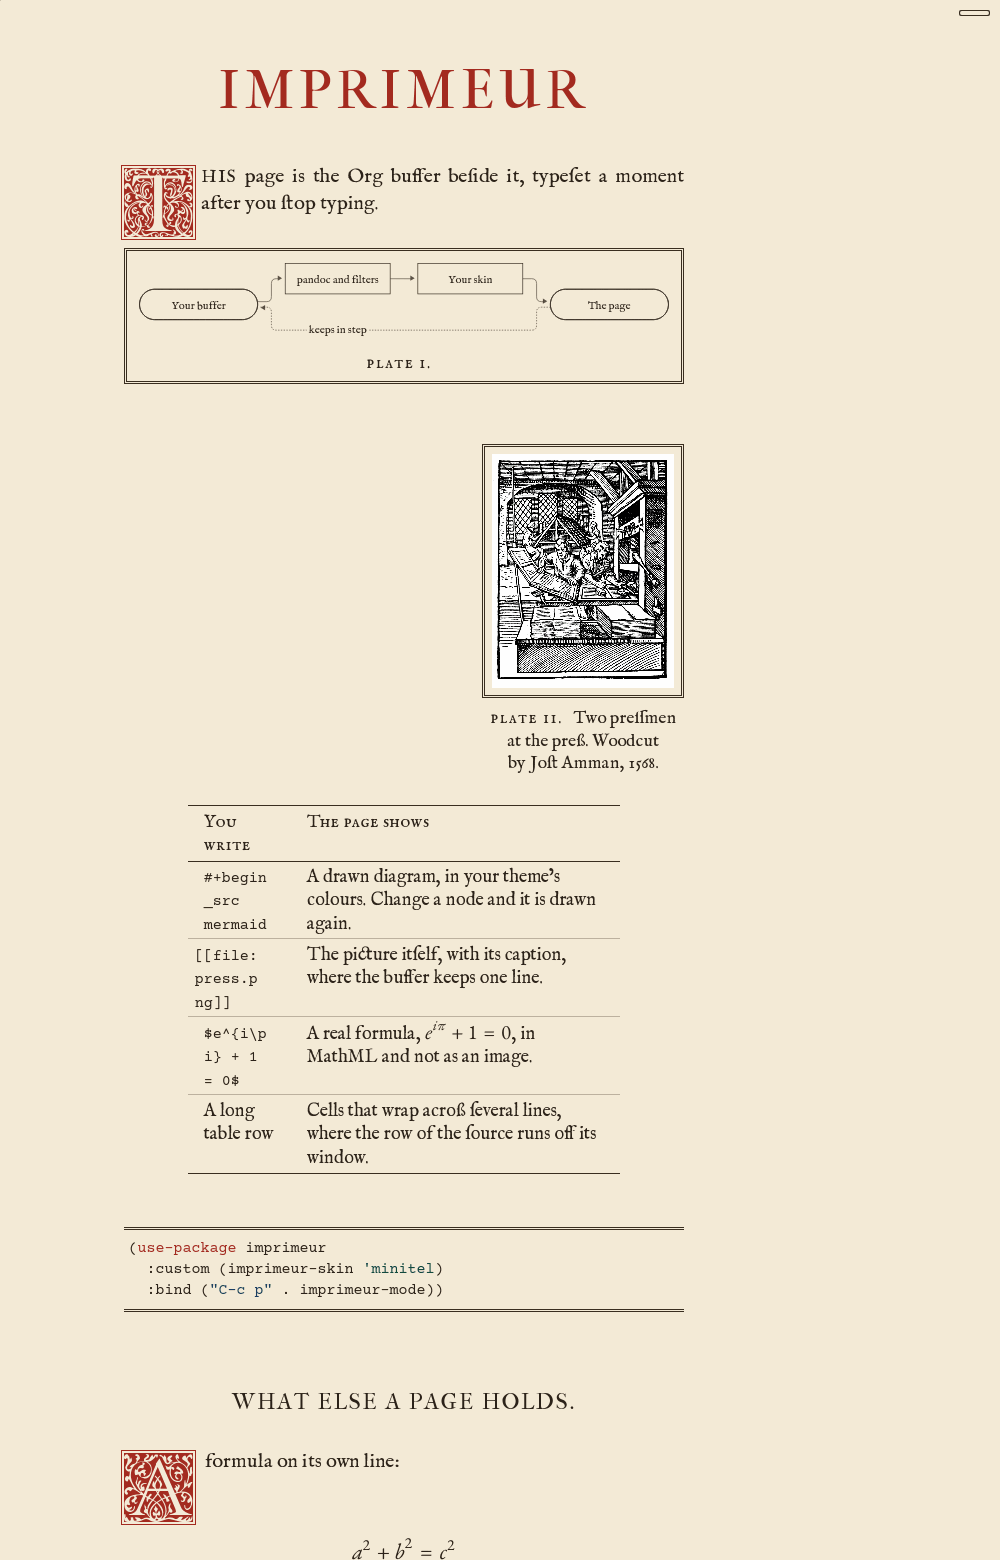 IMPRIMEUR
THIS page is the Org buffer beſide it, typeſet a moment
after you ſtop typing.
pandoc and filters
Your skin
Your buffer
The page
keeps in step
PLATE I.
PLATE II. Two preſſmen
at the preß. Woodcut
by Joſt Amman, 1568.
You
write
The page shows
#+begin
_src
mermaid
A drawn diagram, in your theme's
colours. Change a node and it is drawn
again.
[[file:
press.p
ng]]
The picture itſelf, with its caption,
where the buffer keeps one line.
$e^{i\p
i} + 1
= 0$
A real formula, e^{iπ} + 1 = 0, in
MathML and not as an image.
A long
table row
Cells that wrap acroß ſeveral lines,
where the row of the ſource runs off its
window.
(use-package imprimeur
  :custom (imprimeur-skin 'minitel)
  :bind ("C-c p" . imprimeur-mode))
WHAT ELSE A PAGE HOLDS.
A formula on its own line:
a² + b² = c²